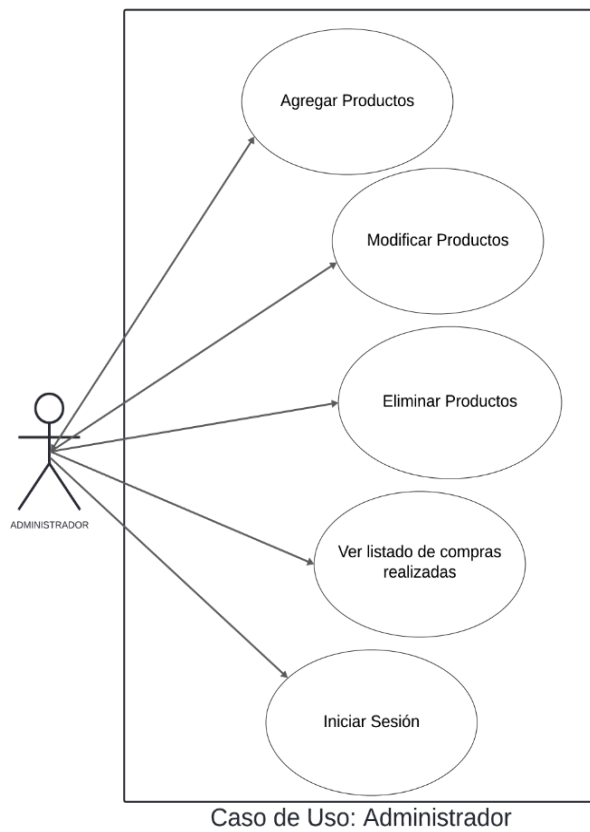 Agregar Productos
Modificar Productos
Eliminar Productos
ADMINISTRADOR
Ver listado de compras
realizadas
Iniciar Sesión
Caso de Uso: Administrador